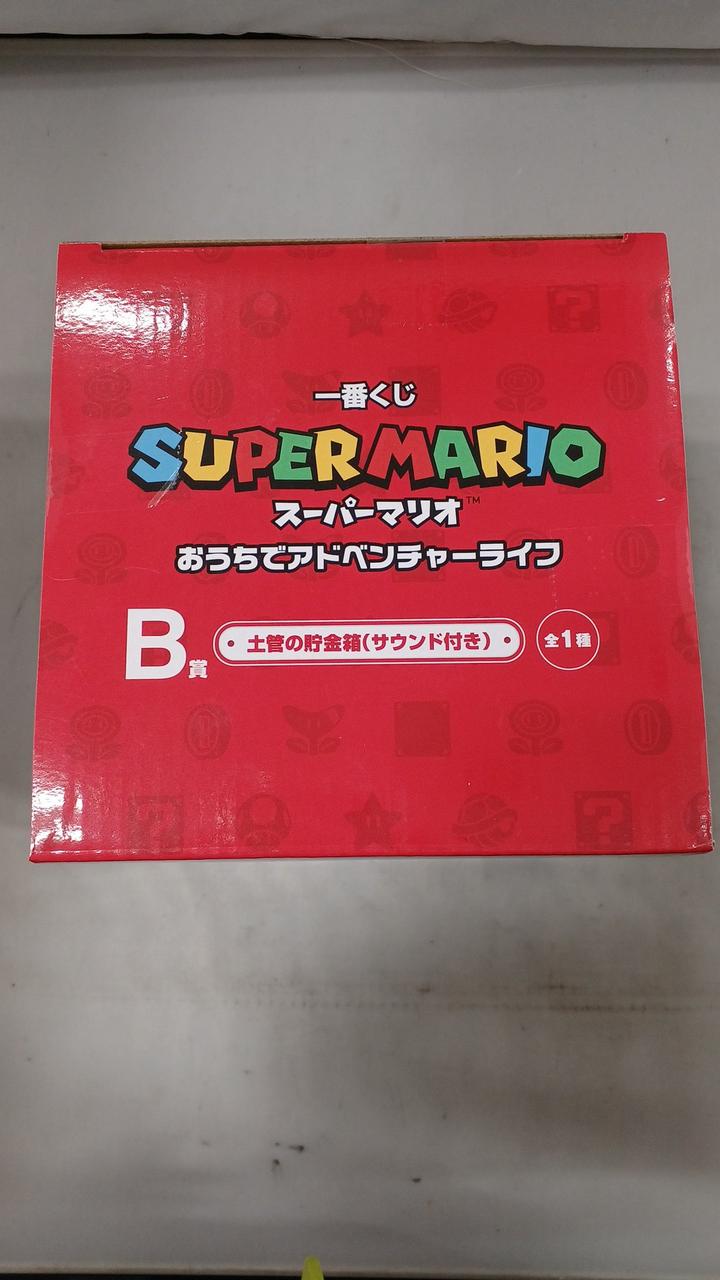 一番くじ
SUPER MARIO
スーパーマリオ™
おうちでアドベンチャーライフ
B賞 土管の貯金箱(サウンド付き) 全1種